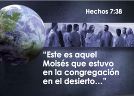 Hechos 7:38
“Este es aquel
Moisés que estuvo
en la congregación
en el desierto…”